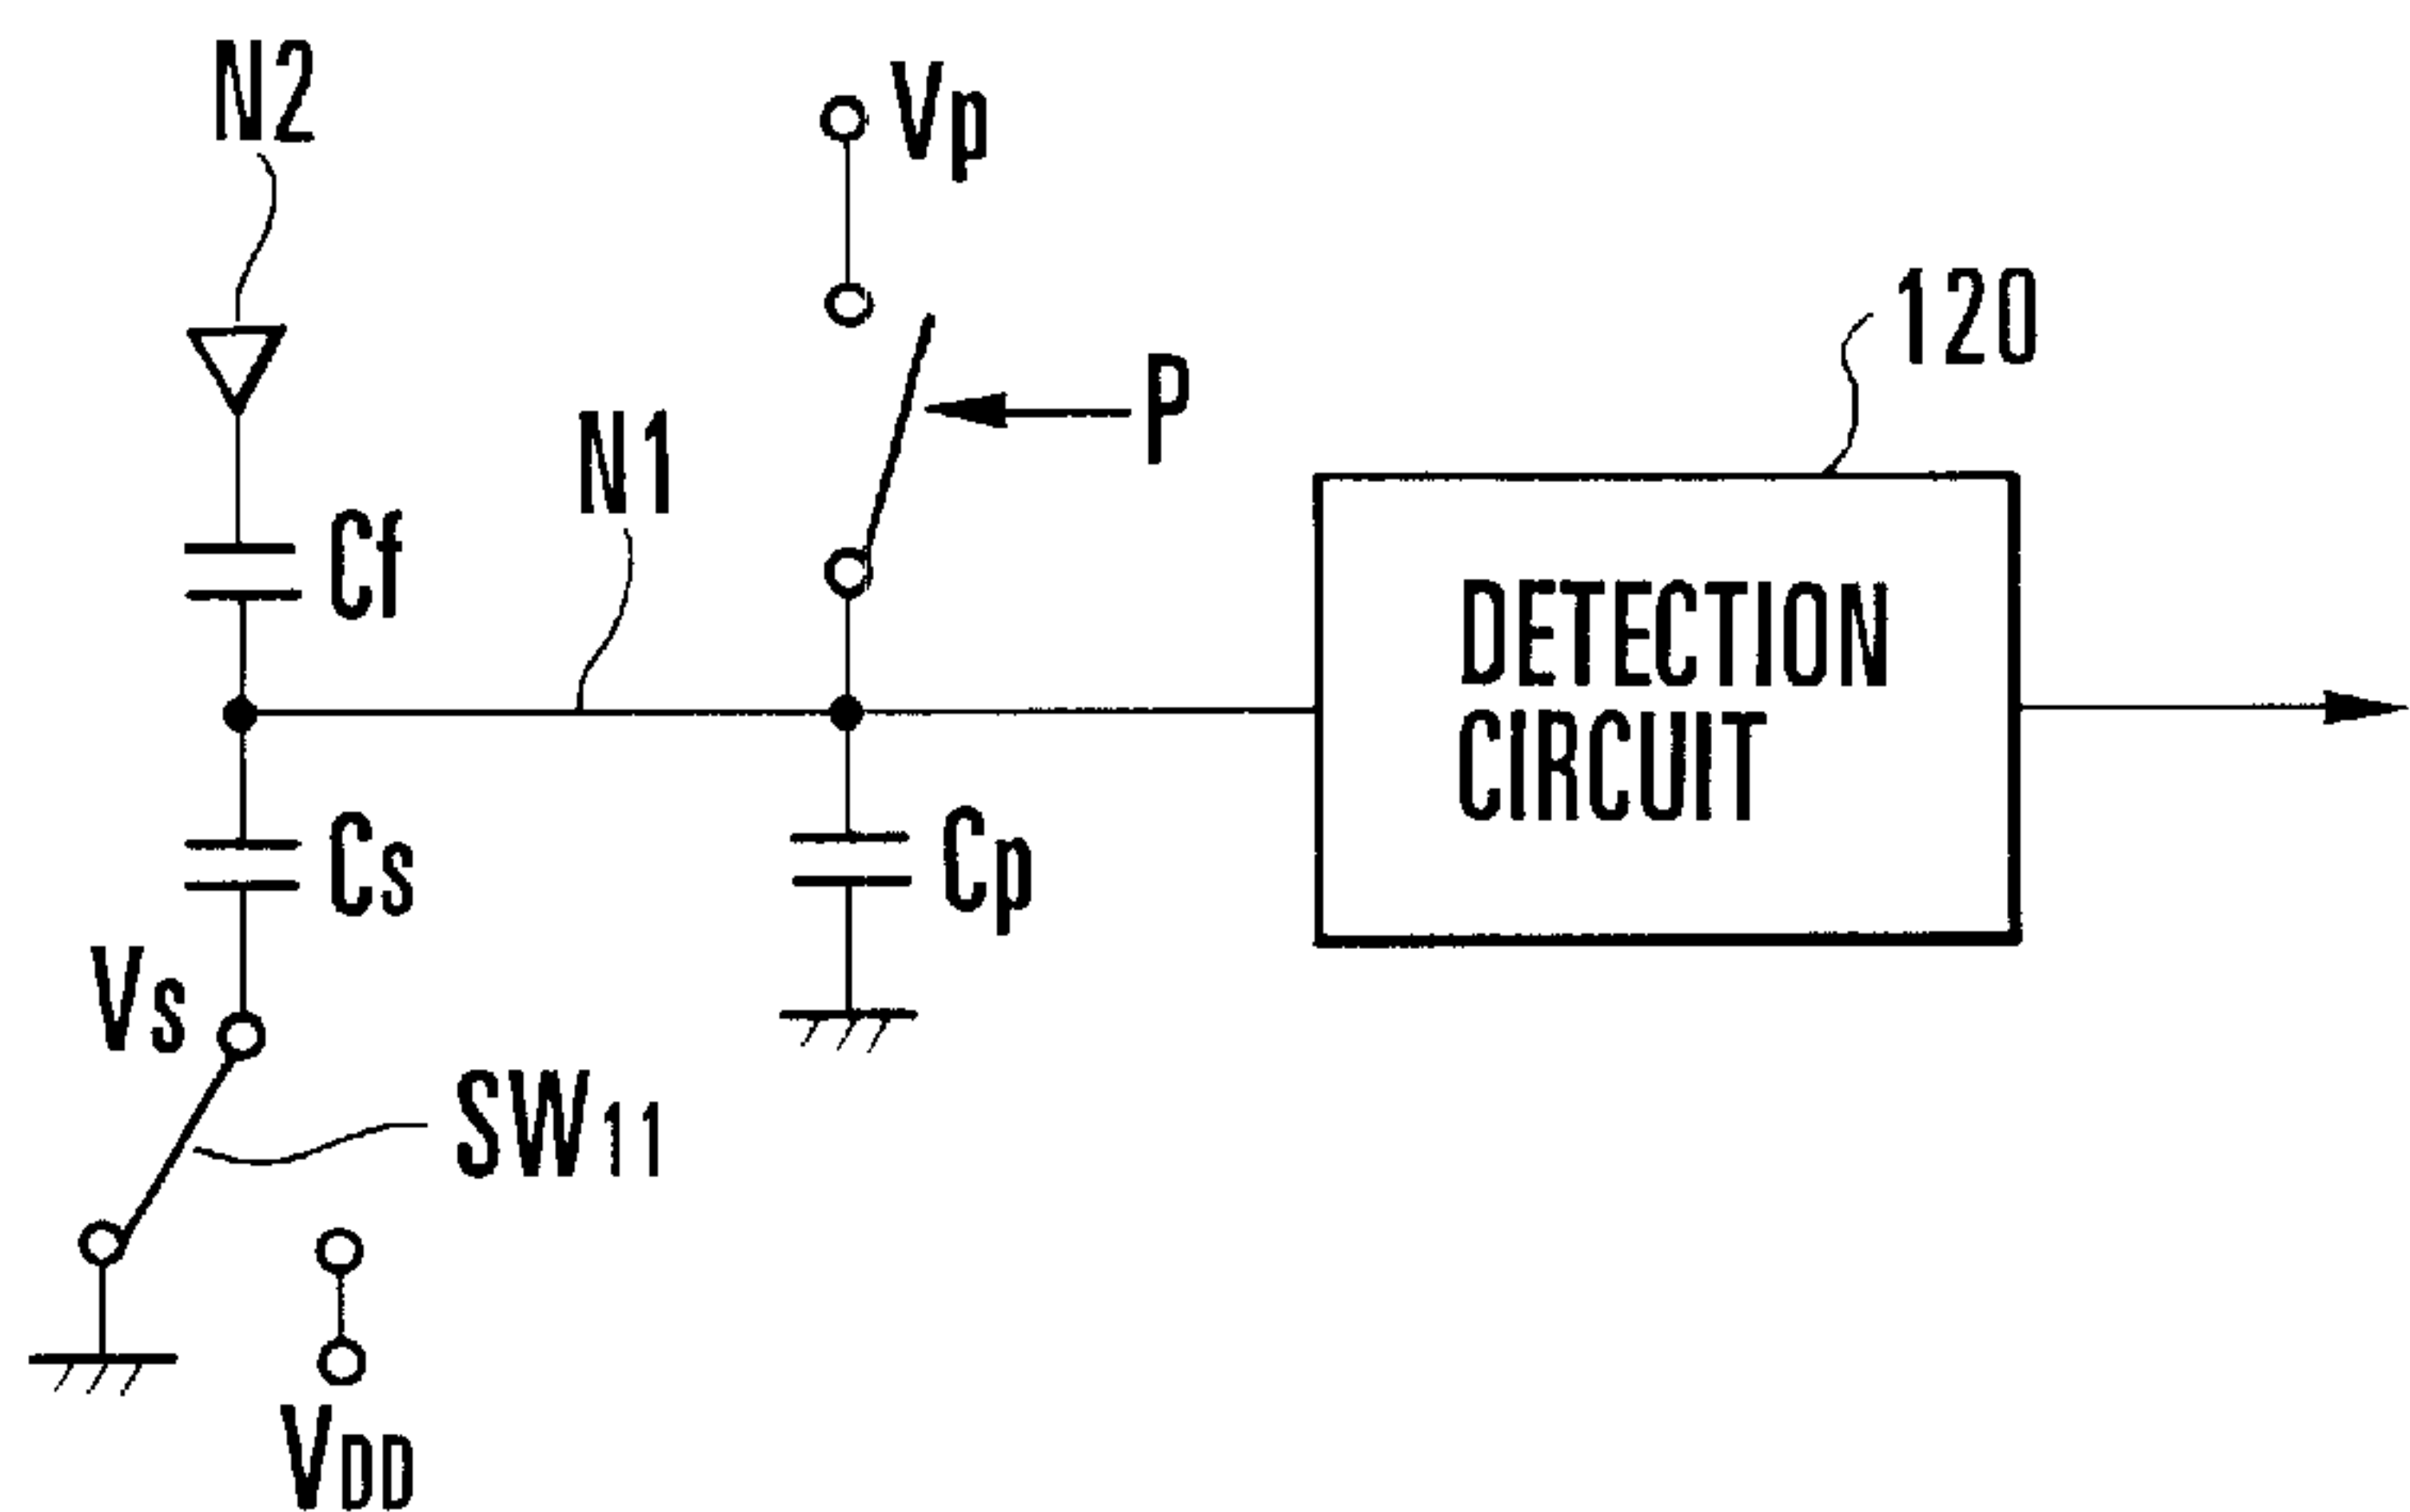 N2
Vp
120
P
N1
Cf
DETECTION
CIRCUIT
Cs
Cp
Vs
SW11
VDD